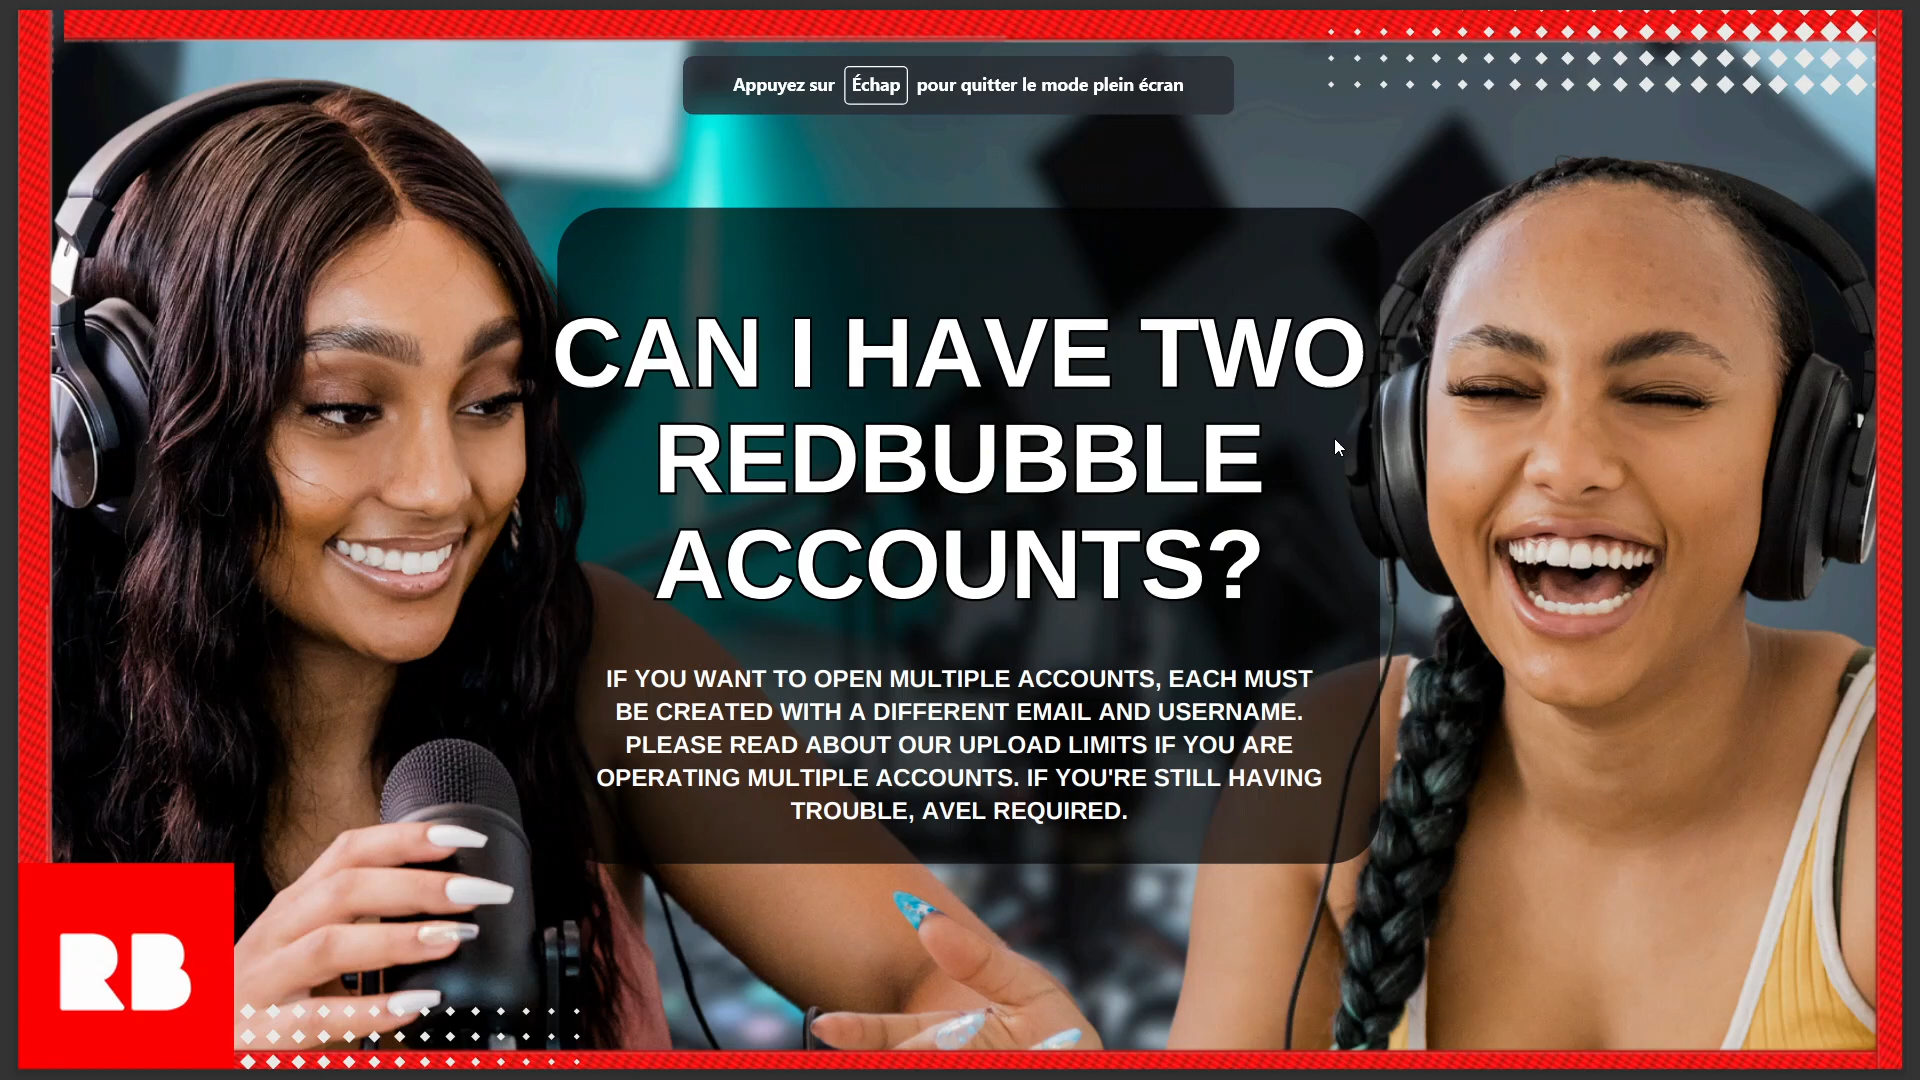 Appuyez sur Échap pour quitter le mode plein écran
CAN I HAVE TWO
REDBUBBLE
ACCOUNTS?
IF YOU WANT TO OPEN MULTIPLE ACCOUNTS, EACH MUST
BE CREATED WITH A DIFFERENT EMAIL AND USERNAME.
PLEASE READ ABOUT OUR UPLOAD LIMITS IF YOU ARE
OPERATING MULTIPLE ACCOUNTS. IF YOU'RE STILL HAVING
TROUBLE, AVEL REQUIRED.
RB